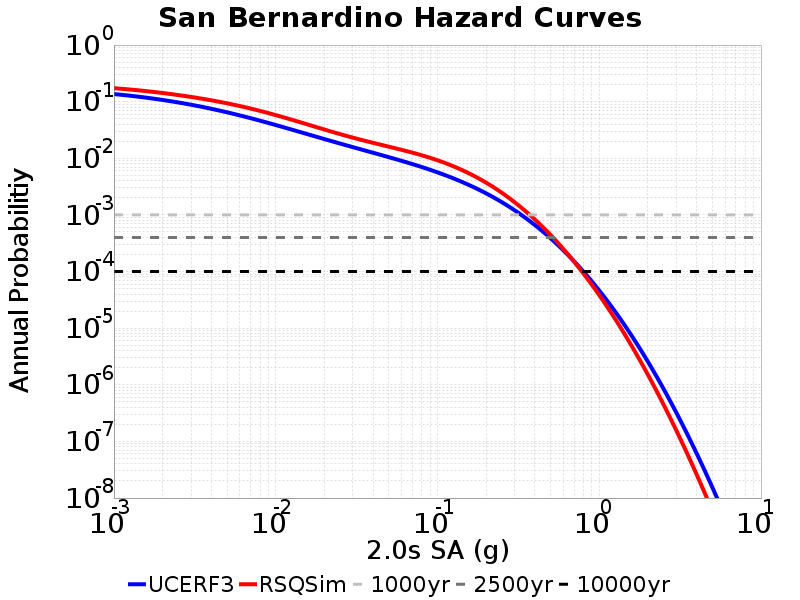 San Bernardino Hazard Curves
10^0
10^-1
10^-2
10^-3
10^-4
10^-5
10^-6
10^-7
10^-8
Annual Probabilitiy
10^-3 10^-2 10^-1 10^0 10^1
2.0s SA (g)
UCERF3 RSQSim 1000yr 2500yr 10000yr